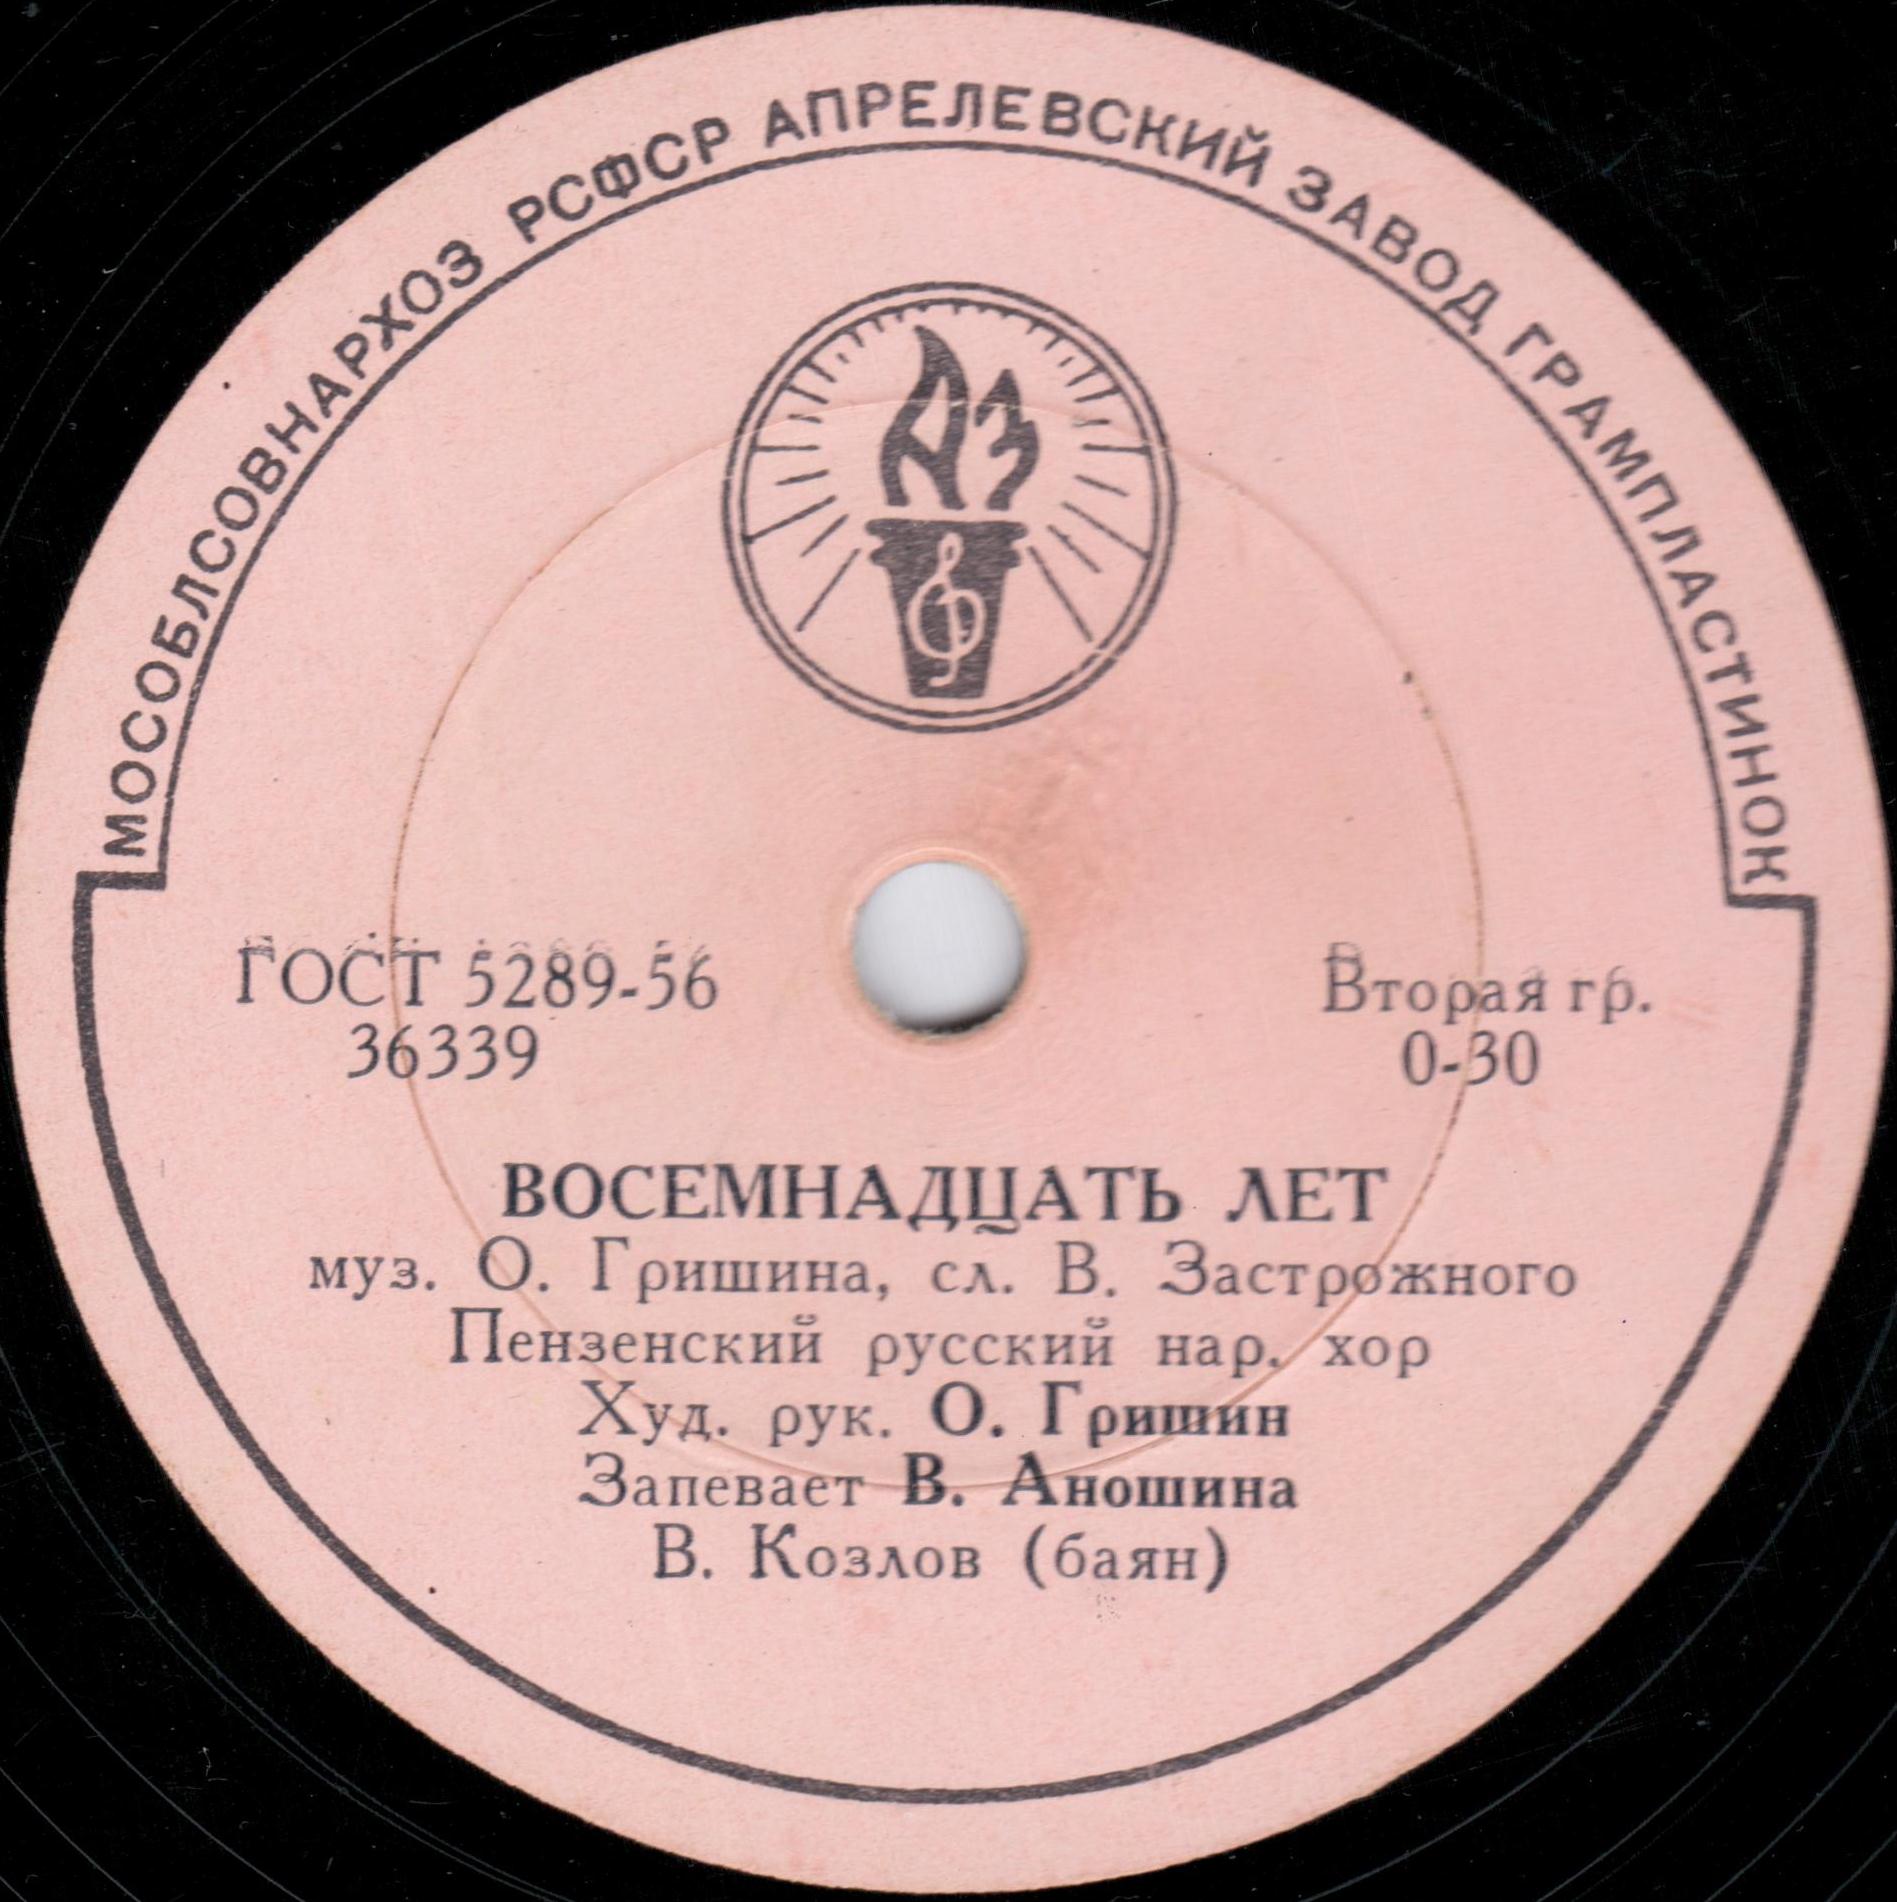 МОСОБЛСОВНАРХОЗ РСФСР АПРЕЛЕВСКИЙ ЗАВОД ГРАМПЛАСТИНОК
АЗ
ГОСТ 5289-56
36339
Вторая гр.
0-30
ВОСЕМНАДЦАТЬ ЛЕТ
муз. О. Гришина, сл. В. Застрожного
Пензенский русский нар. хор
Худ. рук. О. Гришин
Запевает В. Аношина
В. Козлов (баян)